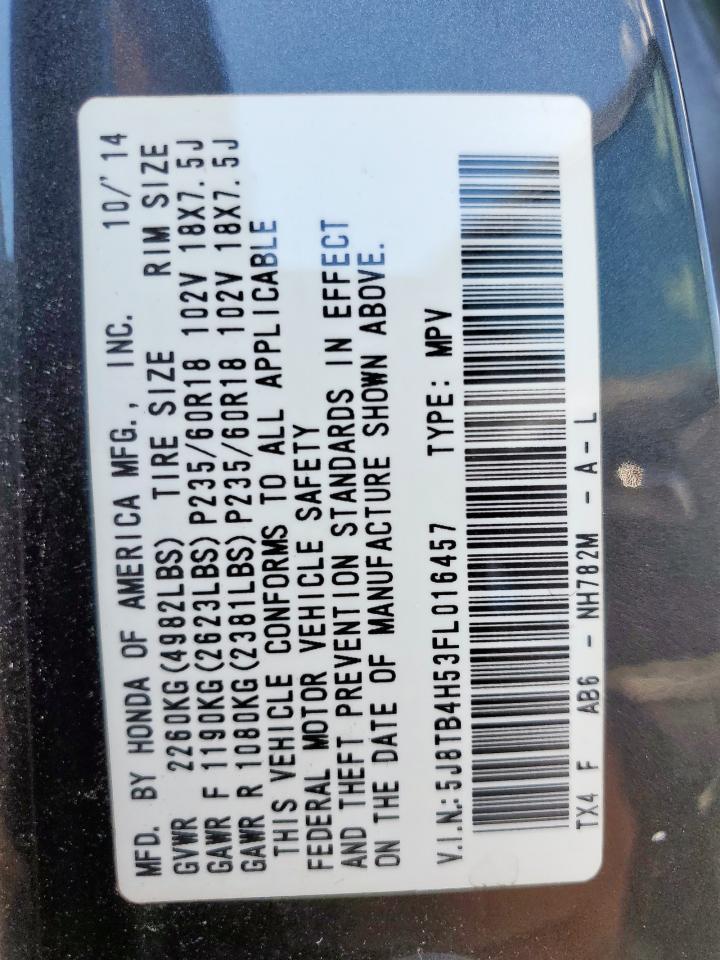 MFD. BY HONDA OF AMERICA MFG., INC. 10/'14
GVWR 2260KG(4982LBS) TIRE SIZE RIM SIZE
GAWR F 1190KG(2623LBS)P235/60R18 102V 18X7.5J
GAWR R 1080KG(2381LBS)P235/60R18 102V 18X7.5J
THIS VEHICLE CONFORMS TO ALL APPLICABLE
FEDERAL MOTOR VEHICLE SAFETY
AND THEFT PREVENTION STANDARDS IN EFFECT
ON THE DATE OF MANUFACTURE SHOWN ABOVE.
V.I.N.:5J8TB4H53FL016457 TYPE: MPV
TX4 F AB6 - NH782M - A - L